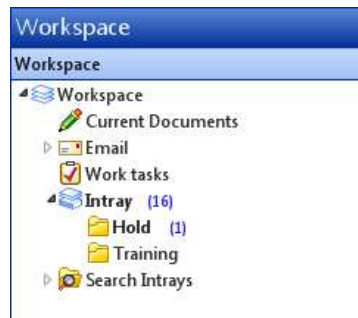 Workspace
Workspace
Workspace
Current Documents
Email
Work tasks
Intray (16)
Hold (1)
Training
Search Intrays